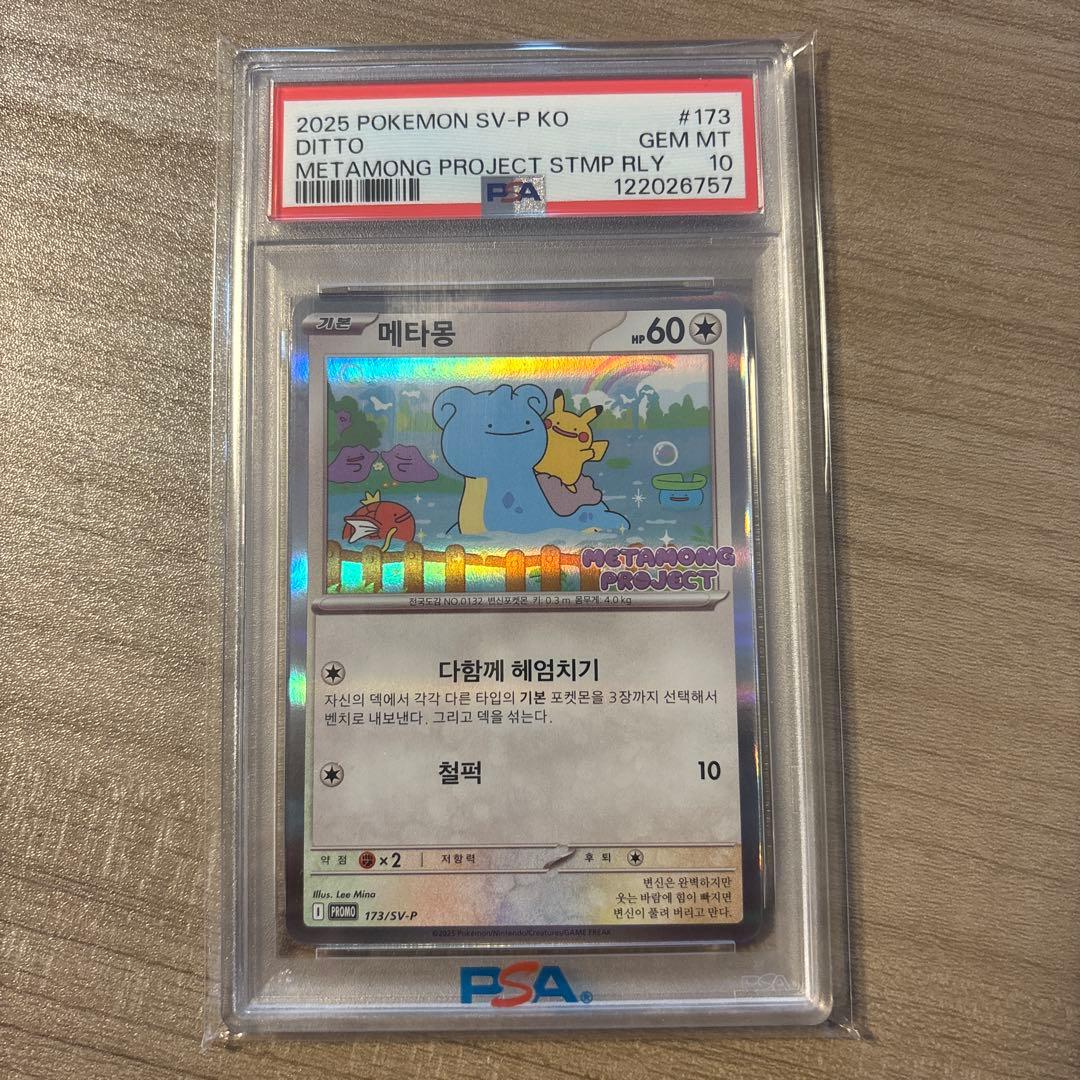 2025 POKEMON SV-P KO #173
DITTO GEM MT
METAMONG PROJECT STMP RLY 10
PSA 122026757
기본 메타몽 HP 60
METAMONG
PROJECT
전국도감 NO.0132 변신포켓몬 키: 0.3 m 몸무게: 4.0 kg
다함께 헤엄치기
자신의 덱에서 각각 다른 타입의 기본 포켓몬을 3장까지 선택해서
벤치로 내보낸다. 그리고 덱을 섞는다.
철퍽 10
약점 ×2 저항력 후퇴
변신은 완벽하지만
웃는 바람에 힘이 빠지면
변신이 풀려 버리고 만다.
Illus. Lee Mina
I PROMO 173/SV-P
©2025 Pokémon/Nintendo/Creatures/GAME FREAK
PSA®
PSA